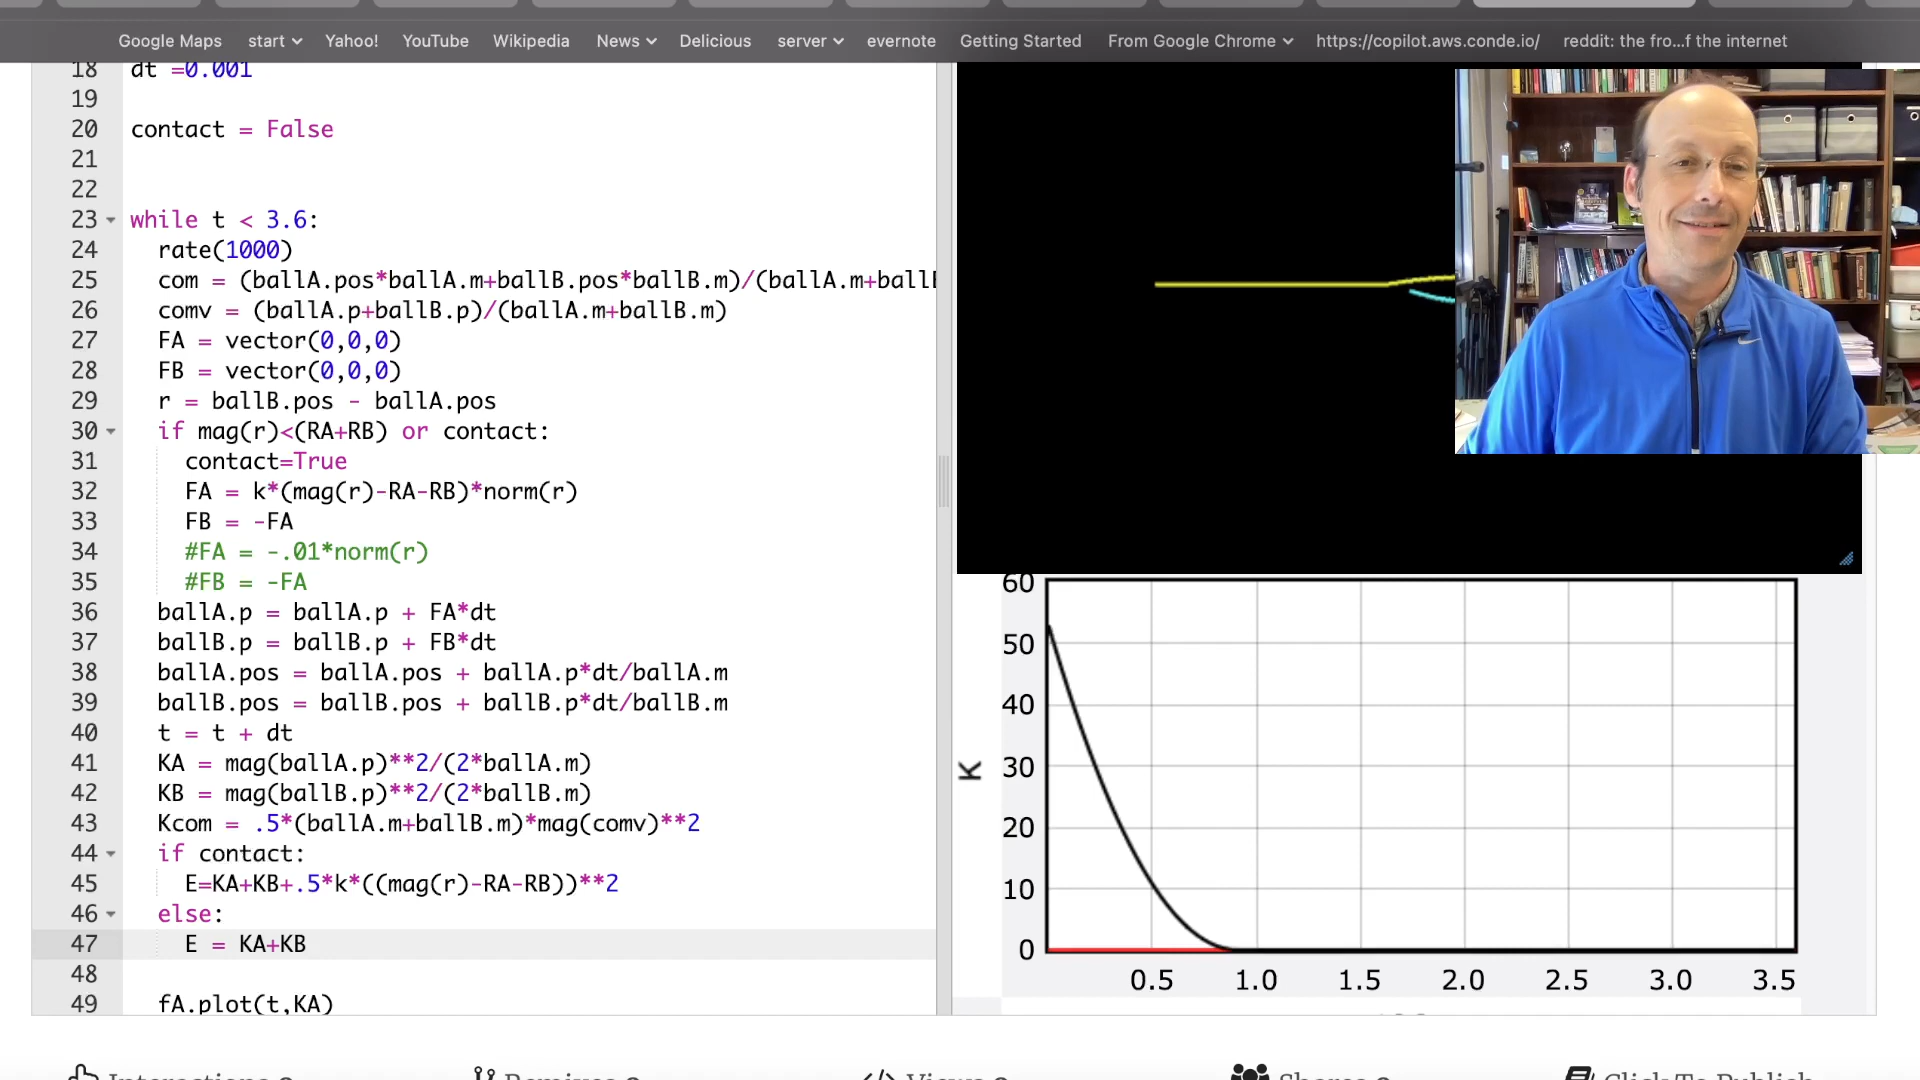 Google Maps start Yahoo! YouTube Wikipedia News Delicious server evernote Getting Started From Google Chrome https://copilot.aws.conde.io/ reddit: the fro...f the internet
18 dt =0.001
19
20 contact = False
21
22
23 while t < 3.6:
24 rate(1000)
25 com = (ballA.pos*ballA.m+ballB.pos*ballB.m)/(ballA.m+ballB
26 comv = (ballA.p+ballB.p)/(ballA.m+ballB.m)
27 FA = vector(0,0,0)
28 FB = vector(0,0,0)
29 r = ballB.pos - ballA.pos
30 if mag(r)<(RA+RB) or contact:
31 contact=True
32 FA = k*(mag(r)-RA-RB)*norm(r)
33 FB = -FA
34 #FA = -.01*norm(r)
35 #FB = -FA
36 ballA.p = ballA.p + FA*dt
37 ballB.p = ballB.p + FB*dt
38 ballA.pos = ballA.pos + ballA.p*dt/ballA.m
39 ballB.pos = ballB.pos + ballB.p*dt/ballB.m
40 t = t + dt
41 KA = mag(ballA.p)**2/(2*ballA.m)
42 KB = mag(ballB.p)**2/(2*ballB.m)
43 Kcom = .5*(ballA.m+ballB.m)*mag(comv)**2
44 if contact:
45 E=KA+KB+.5*k*((mag(r)-RA-RB))**2
46 else:
47 E = KA+KB
48
49 fA.plot(t,KA)
60
50
40
K
30
20
10
0
0.5 1.0 1.5 2.0 2.5 3.0 3.5
Interactions Remixes Views Shares Click To Publish